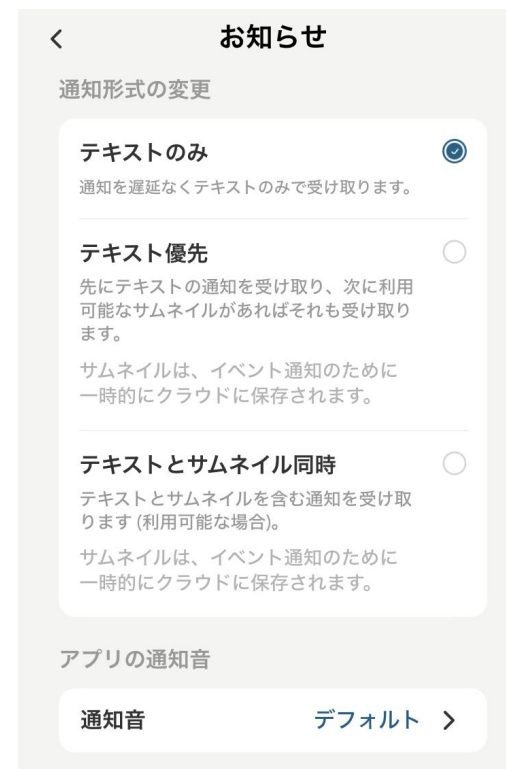 お知らせ
通知形式の変更
テキストのみ
通知を遅延なくテキストのみで受け取ります。
テキスト優先
先にテキストの通知を受け取り、次に利用
可能なサムネイルがあればそれも受け取り
ます。
サムネイルは、イベント通知のために
一時的にクラウドに保存されます。
テキストとサムネイル同時
テキストとサムネイルを含む通知を受け取
ります (利用可能な場合)。
サムネイルは、イベント通知のために
一時的にクラウドに保存されます。
アプリの通知音
通知音 デフォルト